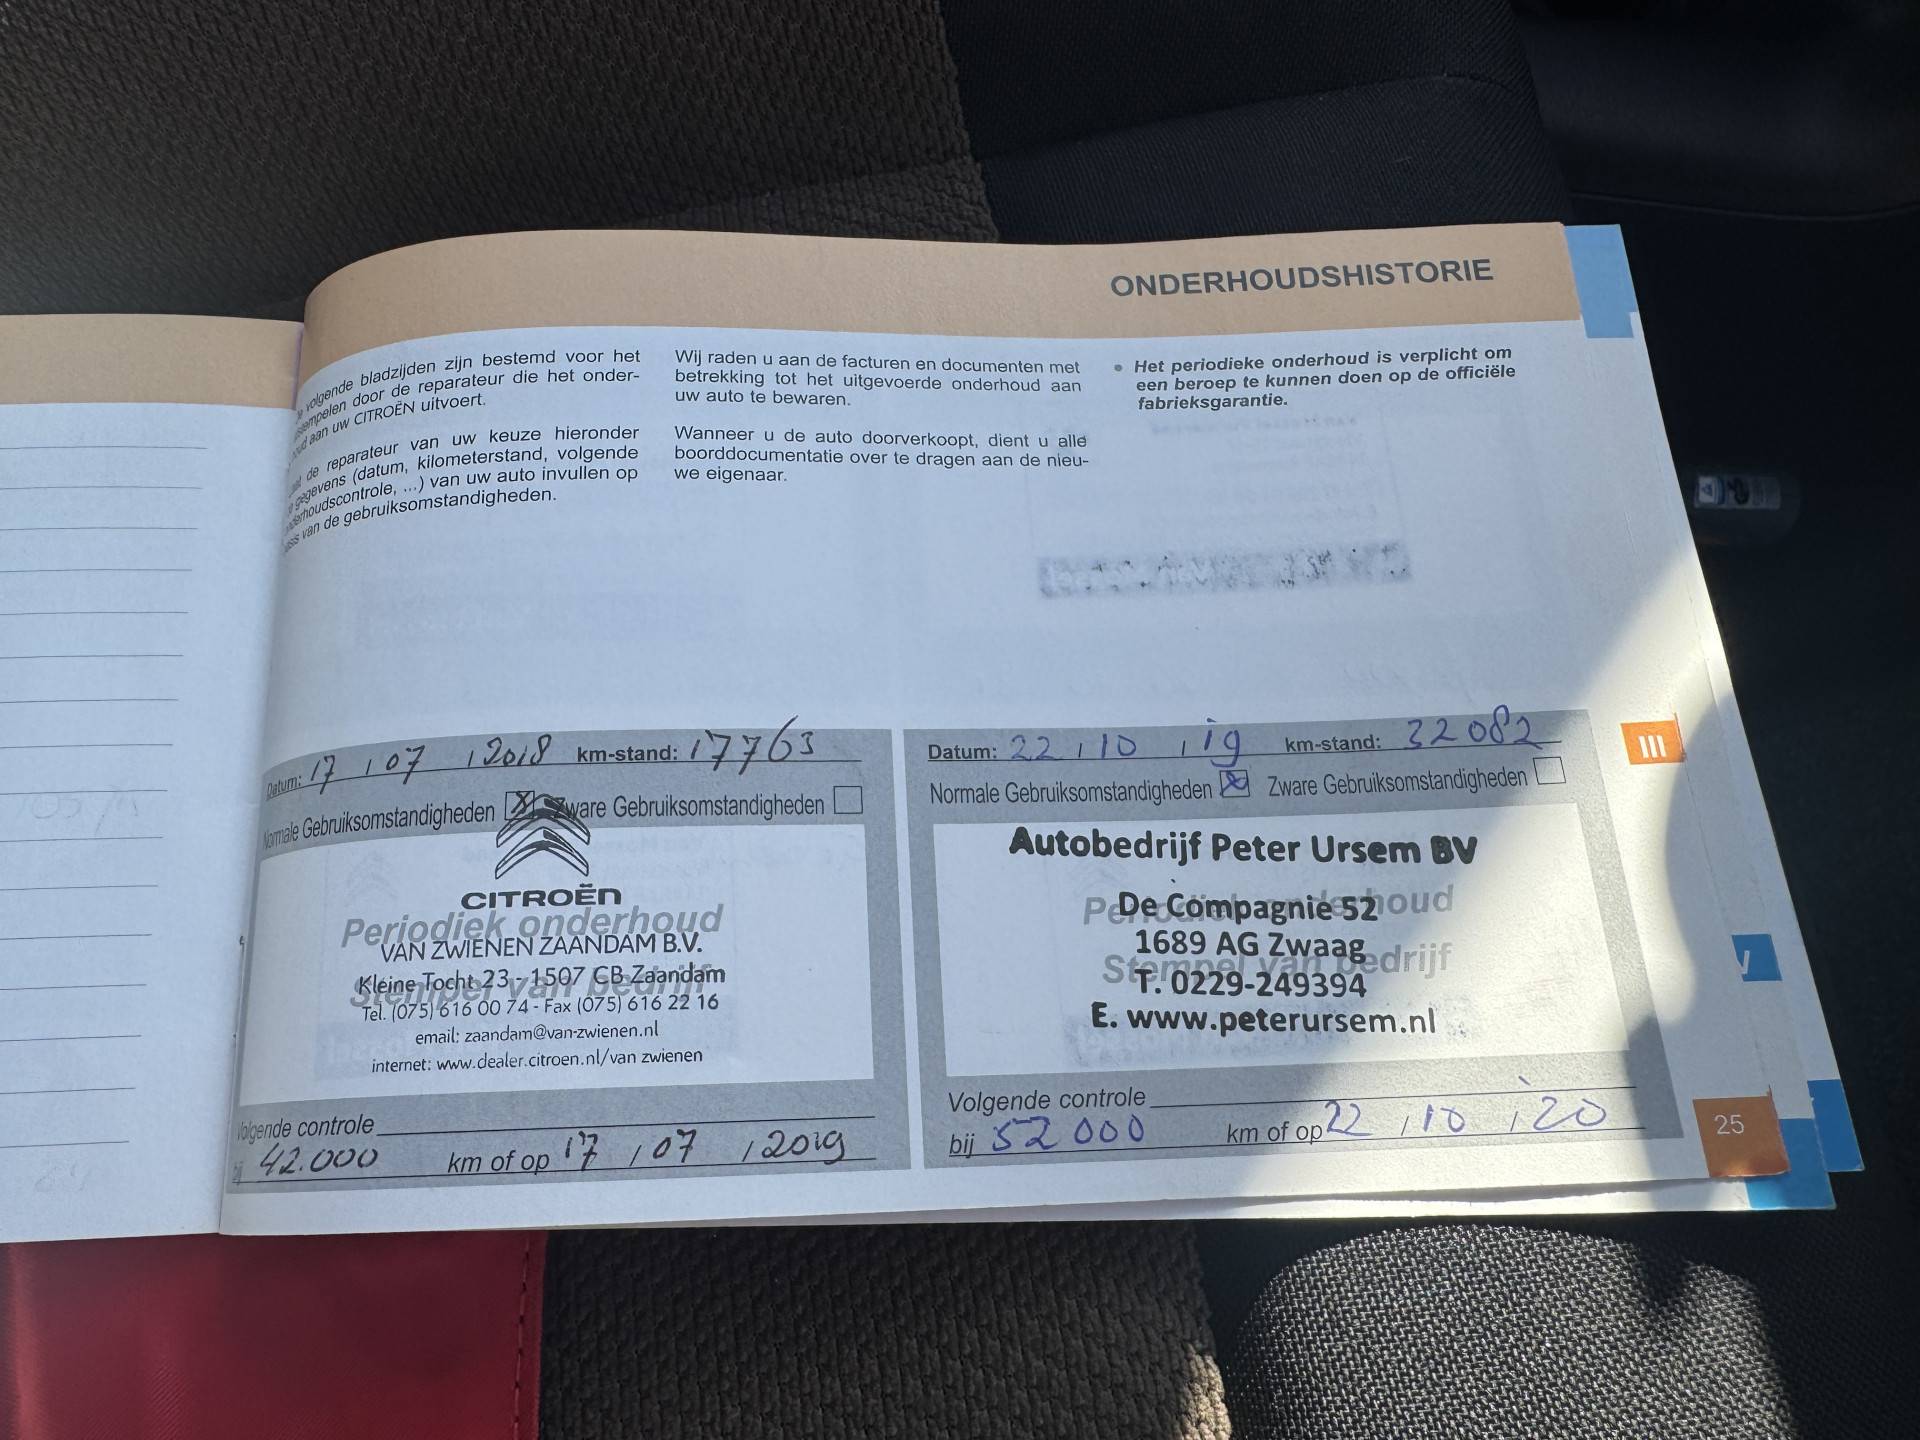 ONDERHOUDSHISTORIE
volgende bladzijden zijn bestemd voor het
door de reparateur die het onder-
aan uw CITROËN uitvoert.
de reparateur van uw keuze hieronder
gegevens (datum, kilometerstand, volgende
onderhoudscontrole, ...) van uw auto invullen op
van de gebruiksomstandigheden.
Wij raden u aan de facturen en documenten met
betrekking tot het uitgevoerde onderhoud aan
uw auto te bewaren.
Wanneer u de auto doorverkoopt, dient u alle
boorddocumentatie over te dragen aan de nieu-
we eigenaar.
• Het periodieke onderhoud is verplicht om
een beroep te kunnen doen op de officiële
fabrieksgarantie.
Datum: 17 / 07 / 2018 km-stand: 17763
Normale Gebruiksomstandigheden X Zware Gebruiksomstandigheden
CITROËN
Periodiek onderhoud
VAN ZWIENEN ZAANDAM B.V.
Kleine Tocht 23 - 1507 CB Zaandam
Stempel van bedrijf
Tel. (075) 616 00 74 - Fax (075) 616 22 16
email: zaandam@van-zwienen.nl
internet: www.dealer.citroen.nl/van zwienen
Volgende controle
bij 42.000 km of op 17 / 07 / 2019
Datum: 22 / 10 / 19 km-stand: 32082
Normale Gebruiksomstandigheden X Zware Gebruiksomstandigheden
Autobedrijf Peter Ursem BV
Periodiek onderhoud
De Compagnie 52
1689 AG Zwaag
Stempel van bedrijf
T. 0229-249394
E. www.peterursem.nl
Volgende controle
bij 52000 km of op 22 / 10 / 20
III
V
25